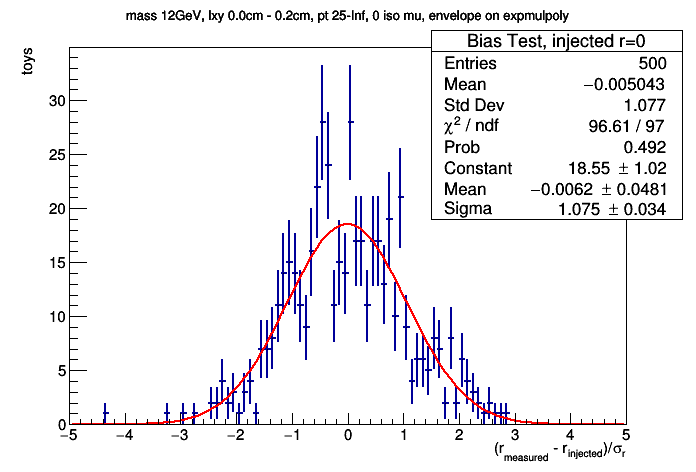 mass 12GeV, lxy 0.0cm - 0.2cm, pt 25-Inf, 0 iso mu, envelope on expmulpoly
Bias Test, injected r=0
Entries 500
Mean −0.005043
Std Dev 1.077
χ² / ndf 96.61 / 97
Prob 0.492
Constant 18.55 ± 1.02
Mean −0.0062 ± 0.0481
Sigma 1.075 ± 0.034
toys
30
25
20
15
10
5
0
−5 −4 −3 −2 −1 0 1 2 3 4 5
(r_measured - r_injected)/σ_r